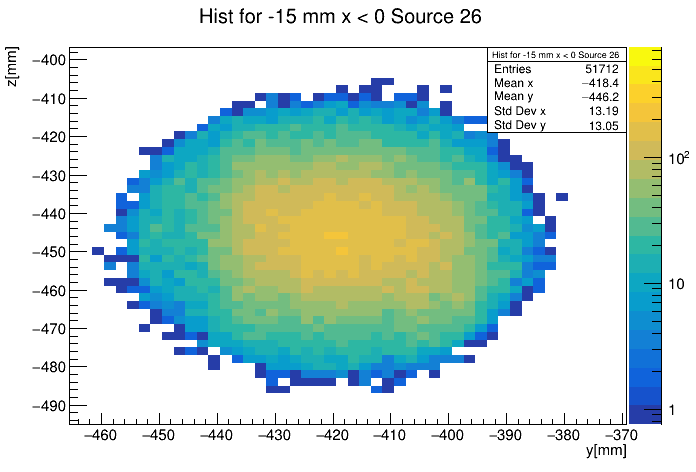 Hist for -15 mm x < 0 Source 26
z[mm]
Hist for -15 mm x < 0 Source 26
Entries 51712
Mean x −418.4
Mean y −446.2
Std Dev x 13.19
Std Dev y 13.05
−400
−410
−420
−430
−440
−450
−460
−470
−480
−490
10²
10
1
−460 −450 −440 −430 −420 −410 −400 −390 −380 −370
y[mm]